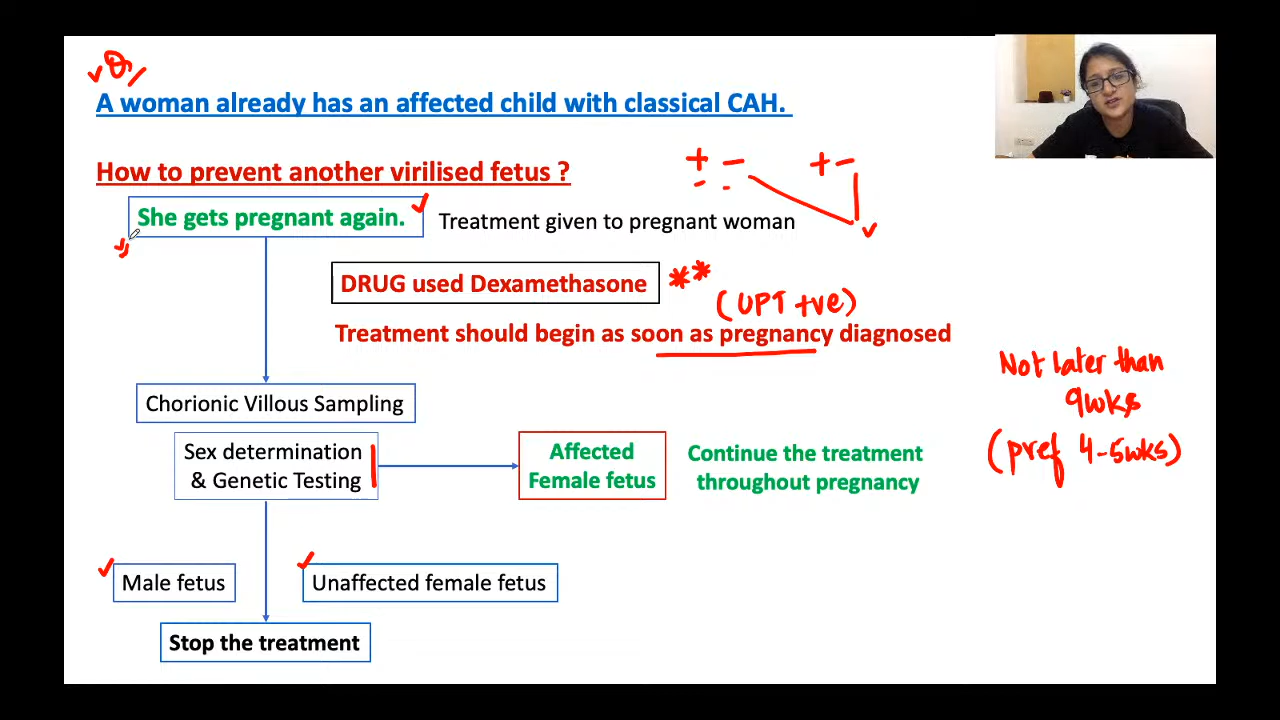 Q/
A woman already has an affected child with classical CAH.
How to prevent another virilised fetus ?
+ - + -
She gets pregnant again.
Treatment given to pregnant woman
DRUG used Dexamethasone **
(UPT +ve)
Treatment should begin as soon as pregnancy diagnosed
Not later than
9wks
(pref 4-5wks)
Chorionic Villous Sampling
Sex determination
& Genetic Testing
Affected
Female fetus
Continue the treatment
throughout pregnancy
Male fetus
Unaffected female fetus
Stop the treatment